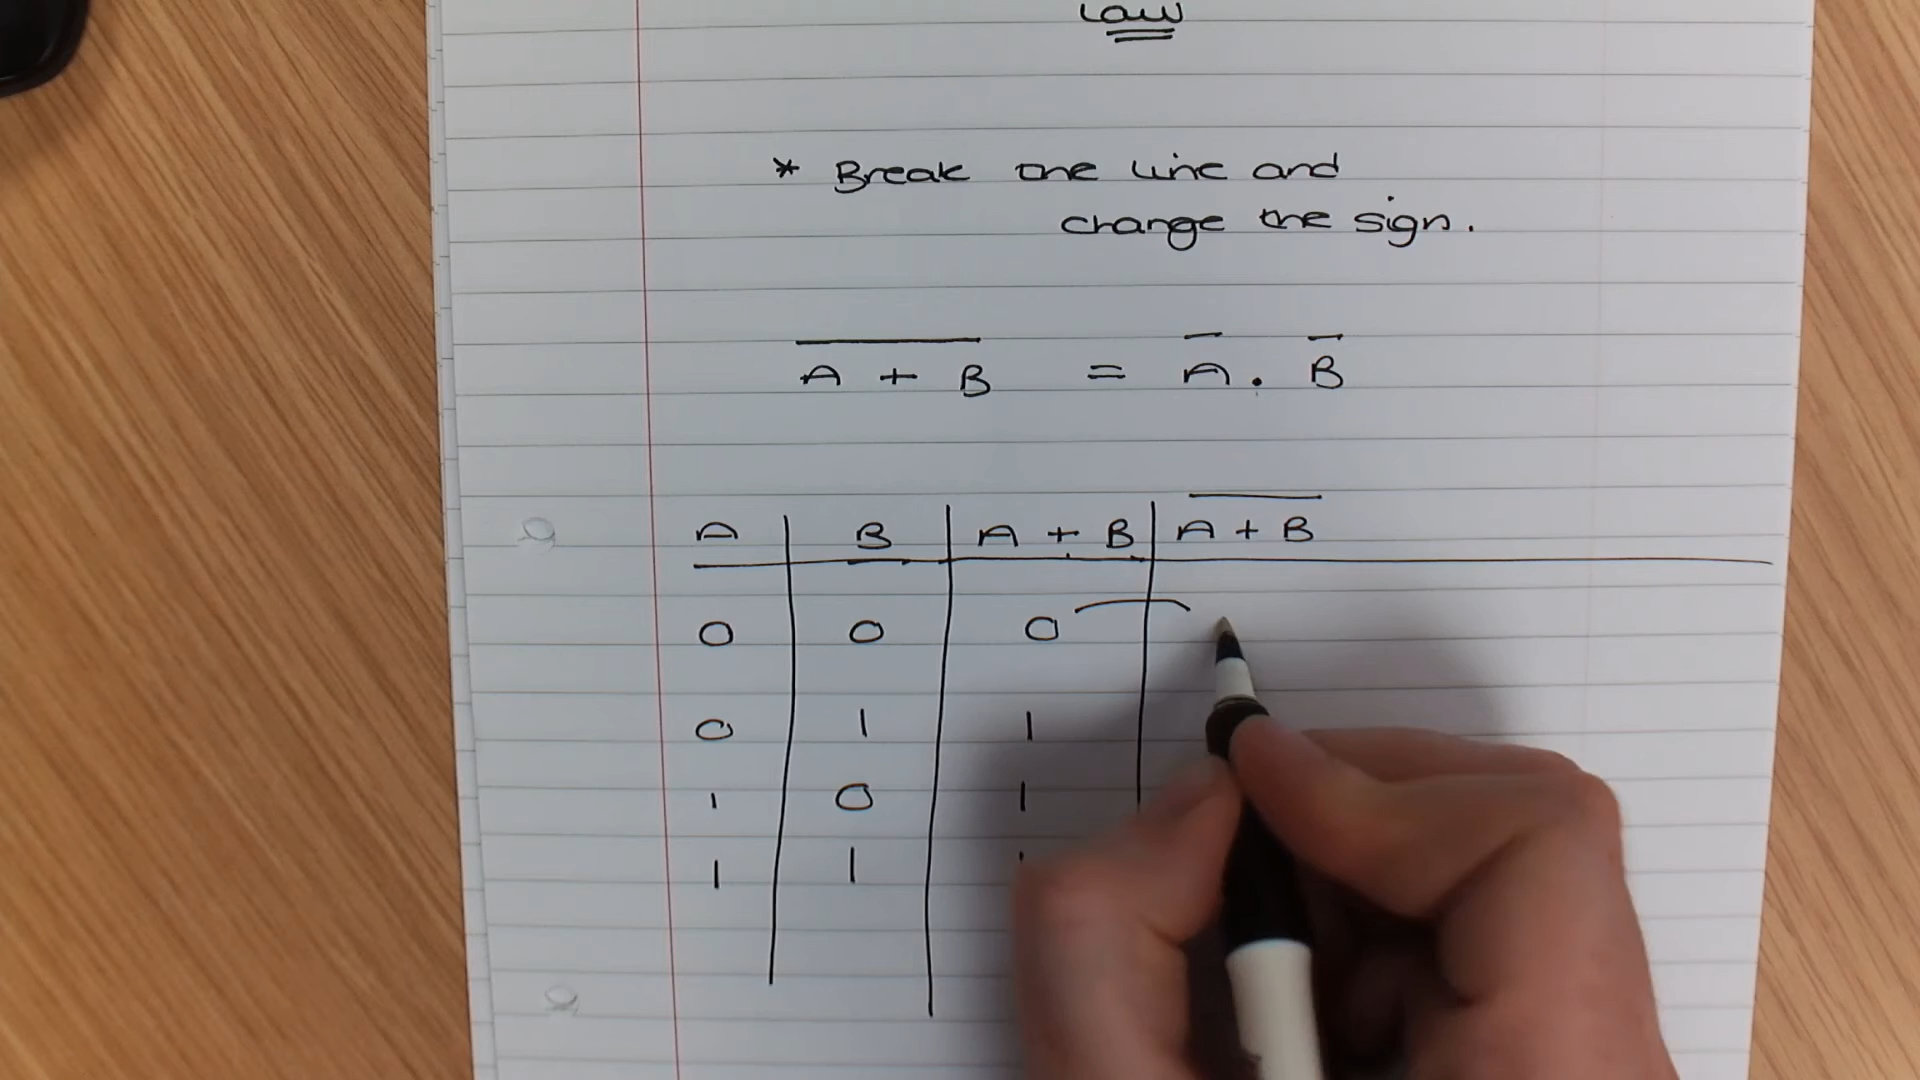 Law
* Break the line and
change the sign.
A̅ ̅+̅ ̅B̅ = A̅ . B̅
A B A + B A̅ ̅+̅ ̅B̅
0 0 0
0 1 1
1 0 1
1 1